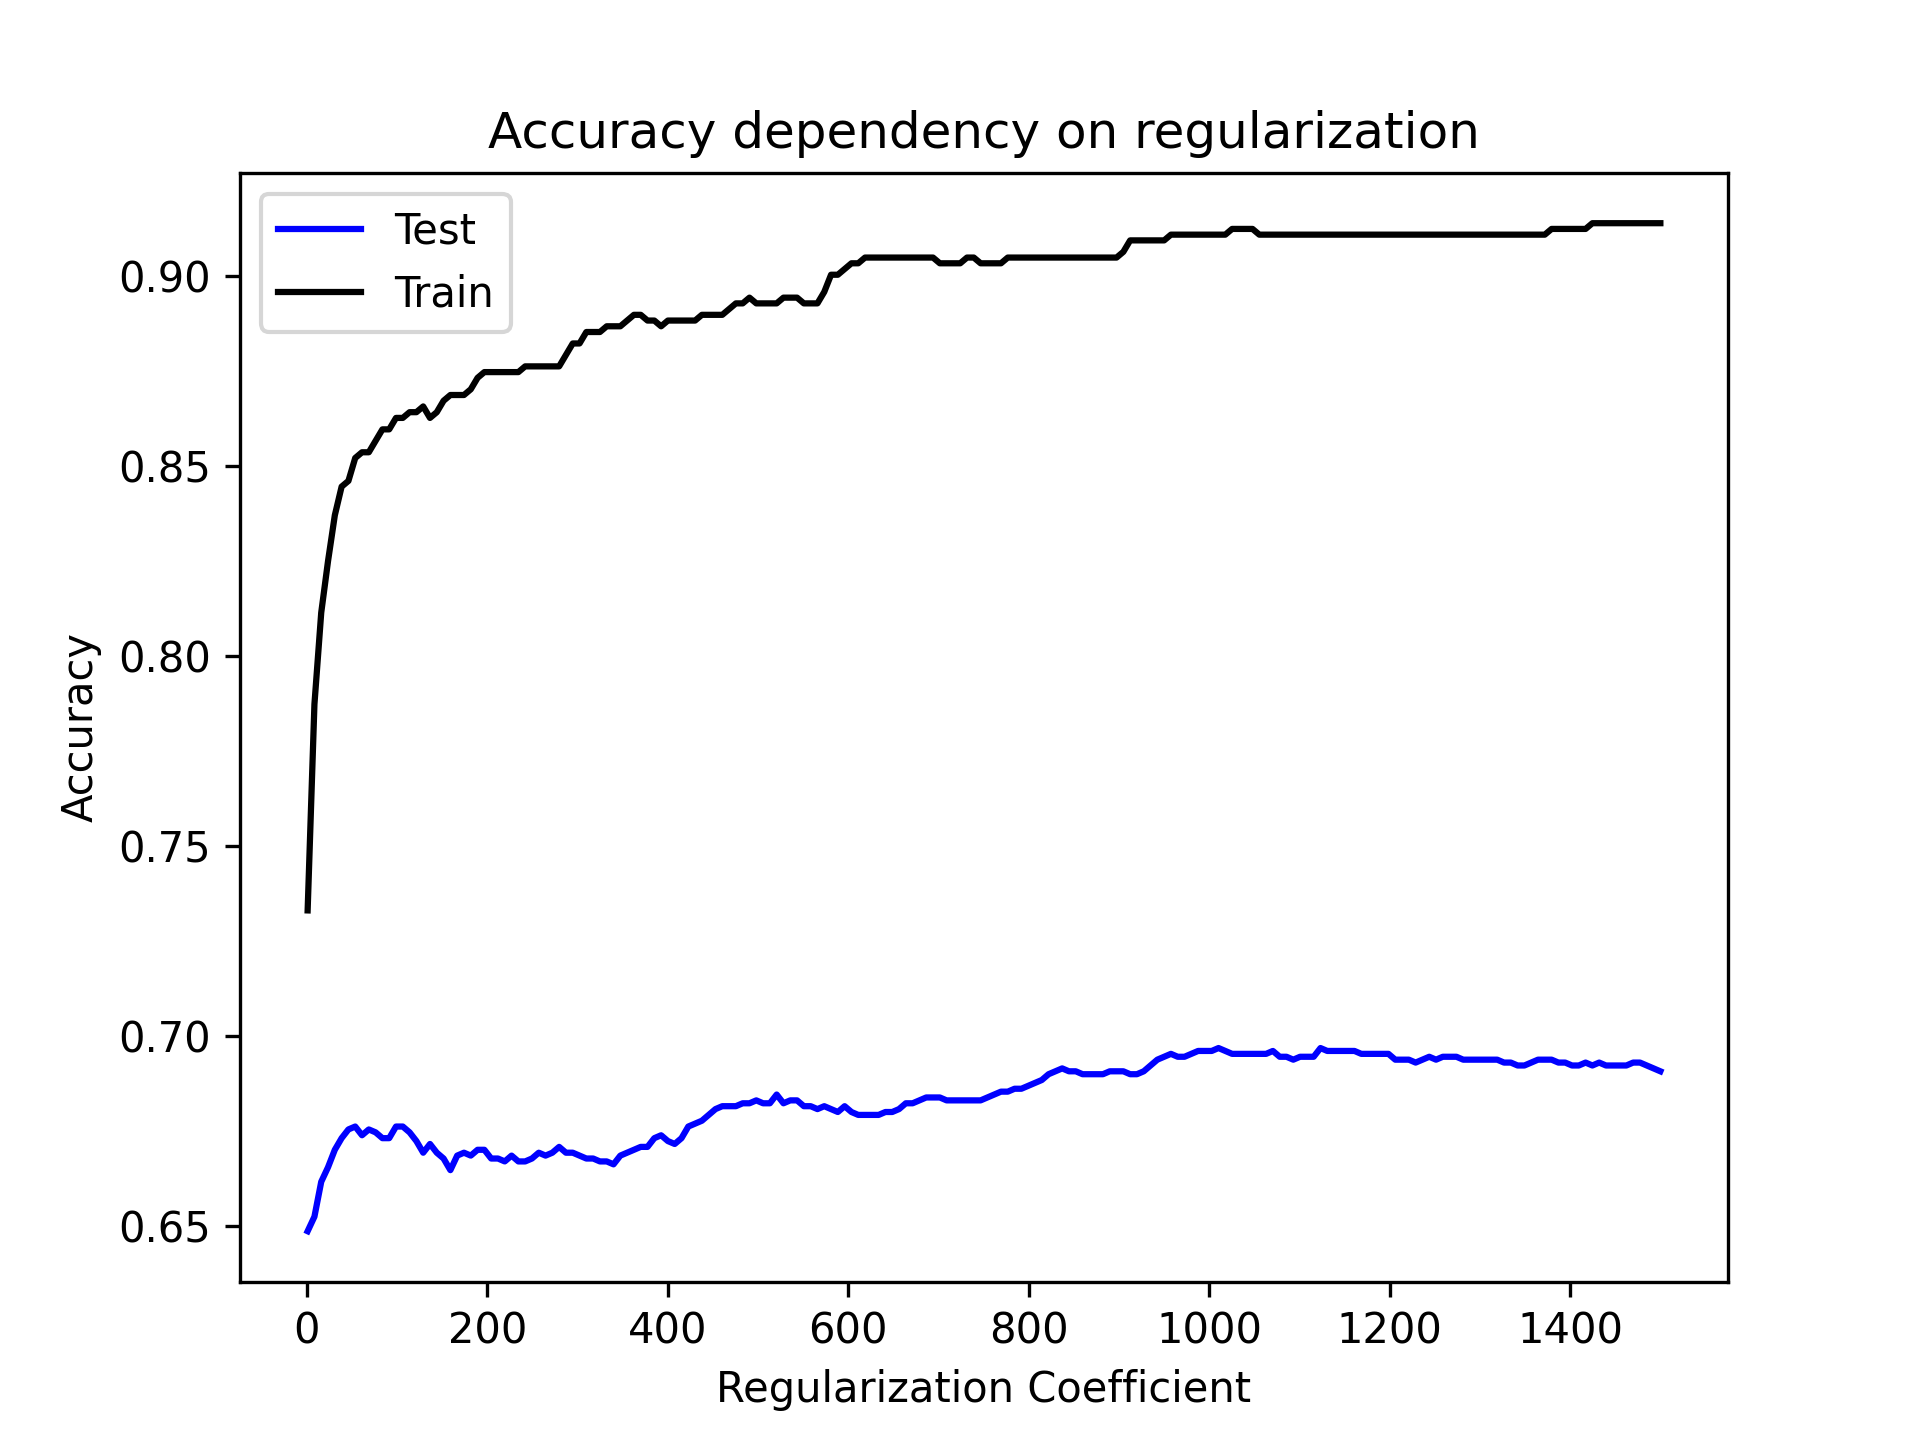 Accuracy dependency on regularization
Test
Train
0.90
0.85
0.80
0.75
0.70
0.65
Accuracy
0 200 400 600 800 1000 1200 1400
Regularization Coefficient